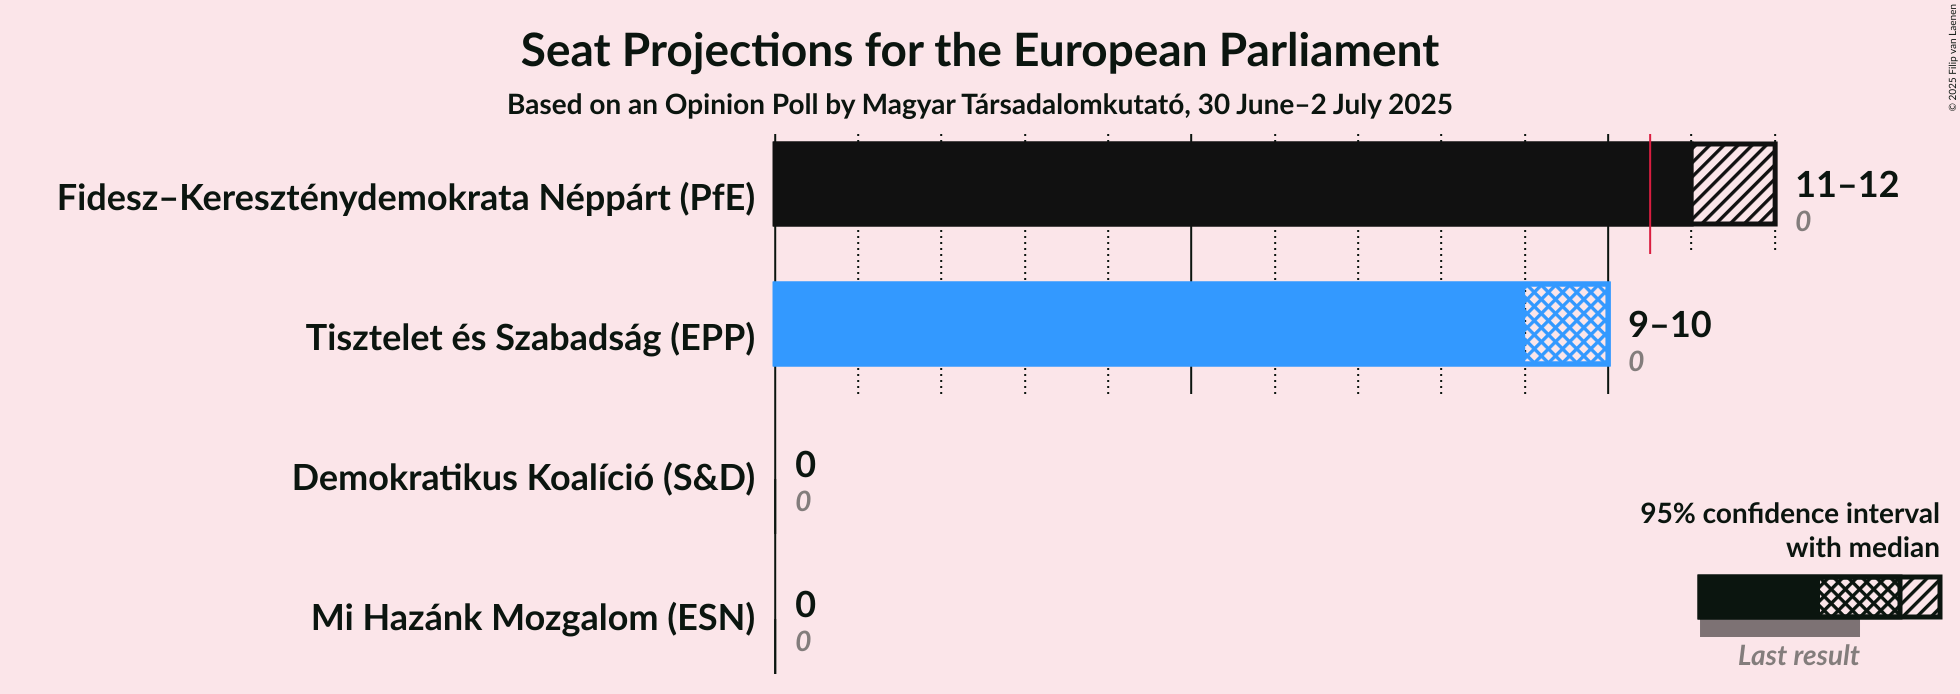 Seat Projections for the European Parliament
Based on an Opinion Poll by Magyar Társadalomkutató, 30 June–2 July 2025
© 2025 Filip van Laenen
Fidesz–Kereszténydemokrata Néppárt (PfE)
11–12
0
Tisztelet és Szabadság (EPP)
9–10
0
Demokratikus Koalíció (S&D)
0
0
Mi Hazánk Mozgalom (ESN)
0
0
95% confidence interval
with median
Last result